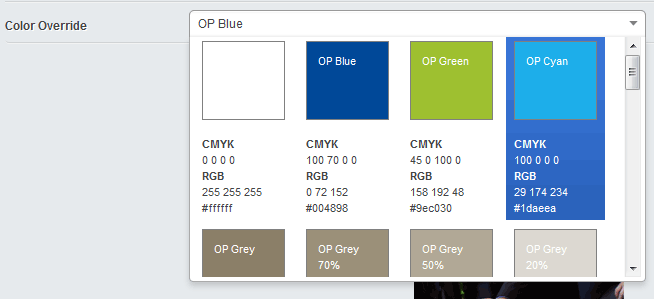 Color Override
OP Blue
OP Blue OP Green OP Cyan
CMYK CMYK CMYK CMYK
0 0 0 0 100 70 0 0 45 0 100 0 100 0 0 0
RGB RGB RGB RGB
255 255 255 0 72 152 158 192 48 29 174 234
#ffffff #004898 #9ec030 #1daeea
OP Grey OP Grey OP Grey OP Grey
70% 50% 20%